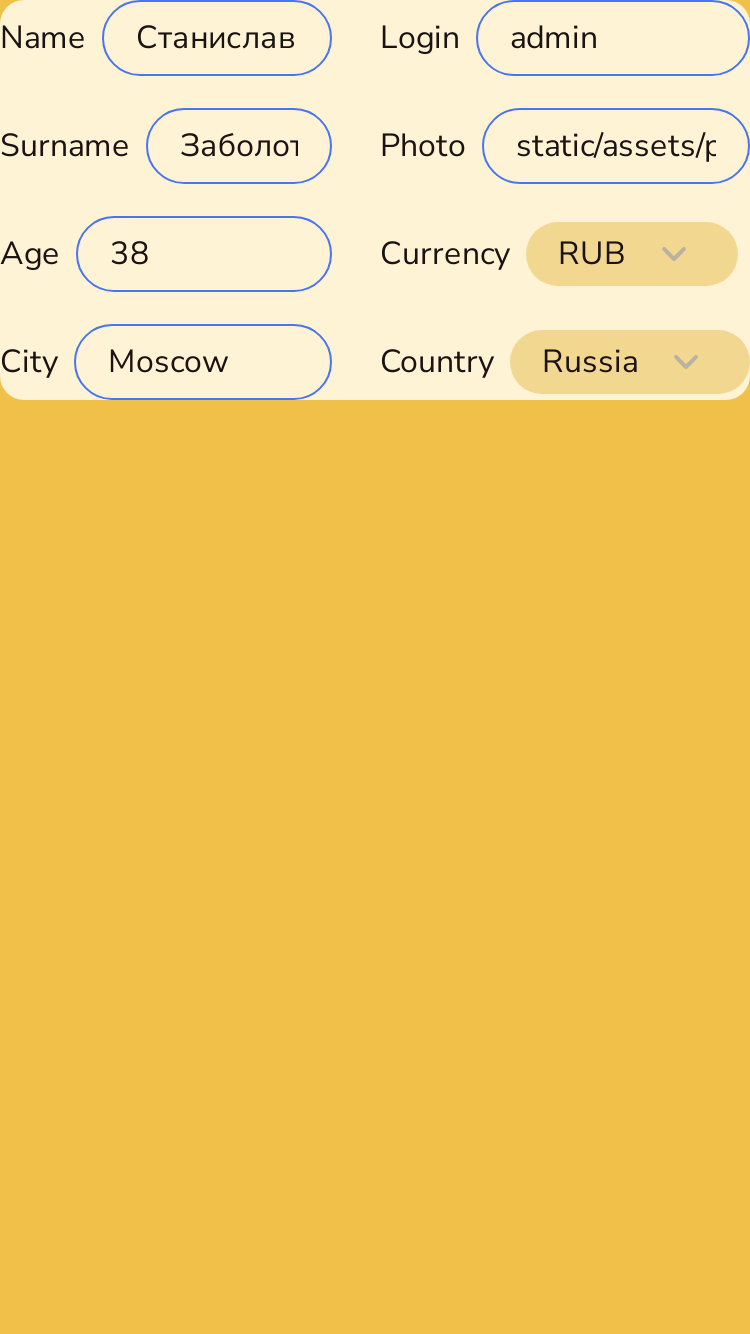 Name Станислав Login admin
Surname Заболот Photo static/assets/p
Age 38 Currency RUB
City Moscow Country Russia